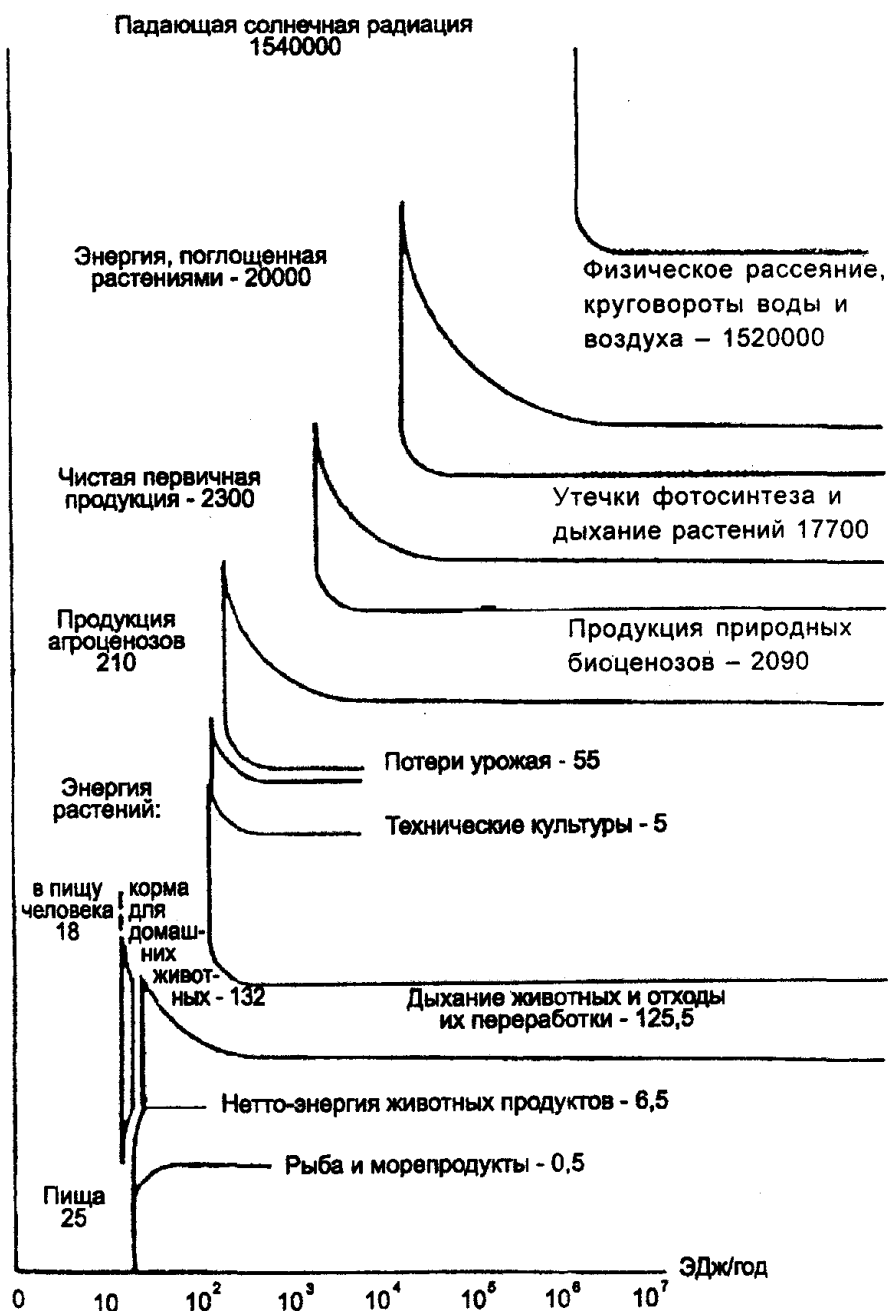 Падающая солнечная радиация
1540000
Энергия, поглощенная
растениями - 20000
Физическое рассеяние,
круговороты воды и
воздуха – 1520000
Чистая первичная
продукция - 2300
Утечки фотосинтеза и
дыхание растений 17700
Продукция
агроценозов
210
Продукция природных
биоценозов – 2090
Потери урожая - 55
Энергия
растений:
Технические культуры - 5
в пищу
человека
18
корма
для
домаш-
них
живот-
ных - 132
Дыхание животных и отходы
их переработки - 125,5
Нетто-энергия животных продуктов - 6,5
Рыба и морепродукты - 0,5
Пища
25
ЭДж/год
0 10 10² 10³ 10⁴ 10⁵ 10⁶ 10⁷